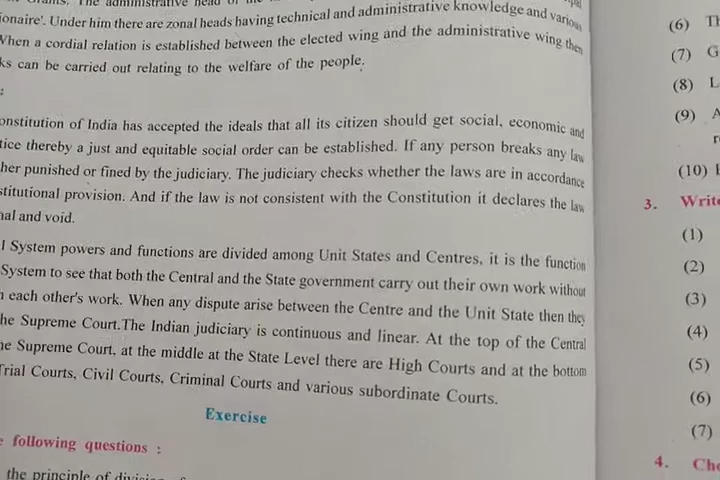 The administrative head of the
ionaire'. Under him there are zonal heads having technical and administrative knowledge and various
When a cordial relation is established between the elected wing and the administrative wing then
ks can be carried out relating to the welfare of the people.
:
onstitution of India has accepted the ideals that all its citizen should get social, economic and
tice thereby a just and equitable social order can be established. If any person breaks any law
her punished or fined by the judiciary. The judiciary checks whether the laws are in accordance
stitutional provision. And if the law is not consistent with the Constitution it declares the law
nal and void.
l System powers and functions are divided among Unit States and Centres, it is the function
System to see that both the Central and the State government carry out their own work without
n each other's work. When any dispute arise between the Centre and the Unit State then they
he Supreme Court.The Indian judiciary is continuous and linear. At the top of the Central
he Supreme Court, at the middle at the State Level there are High Courts and at the bottom
Trial Courts, Civil Courts, Criminal Courts and various subordinate Courts.
Exercise
e following questions :
the principle of
(6) Th
(7) G
(8) L
(9) A
r
(10)
3. Write
(1)
(2)
(3)
(4)
(5)
(6)
(7)
4. Cho